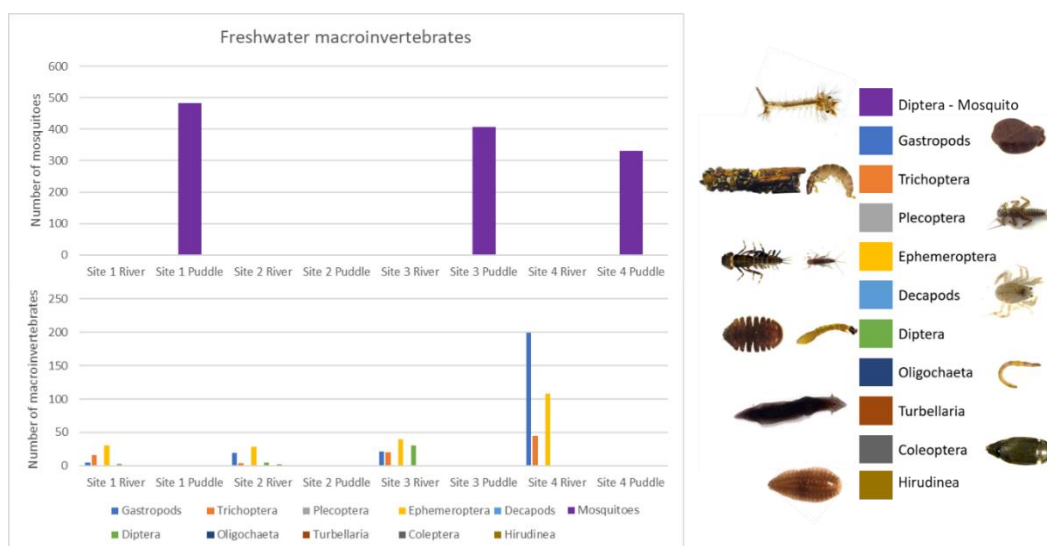 Freshwater macroinvertebrates
Number of mosquitoes
600
500
400
300
200
100
0
Site 1 River Site 1 Puddle Site 2 River Site 2 Puddle Site 3 River Site 3 Puddle Site 4 River Site 4 Puddle
Number of macroinvertebrates
250
200
150
100
50
0
Site 1 River Site 1 Puddle Site 2 River Site 2 Puddle Site 3 River Site 3 Puddle Site 4 River Site 4 Puddle
Gastropods Trichoptera Plecoptera Ephemeroptera Decapods Mosquitoes
Diptera Oligochaeta Turbellaria Coleptera Hirudinea
Diptera - Mosquito
Gastropods
Trichoptera
Plecoptera
Ephemeroptera
Decapods
Diptera
Oligochaeta
Turbellaria
Coleoptera
Hirudinea